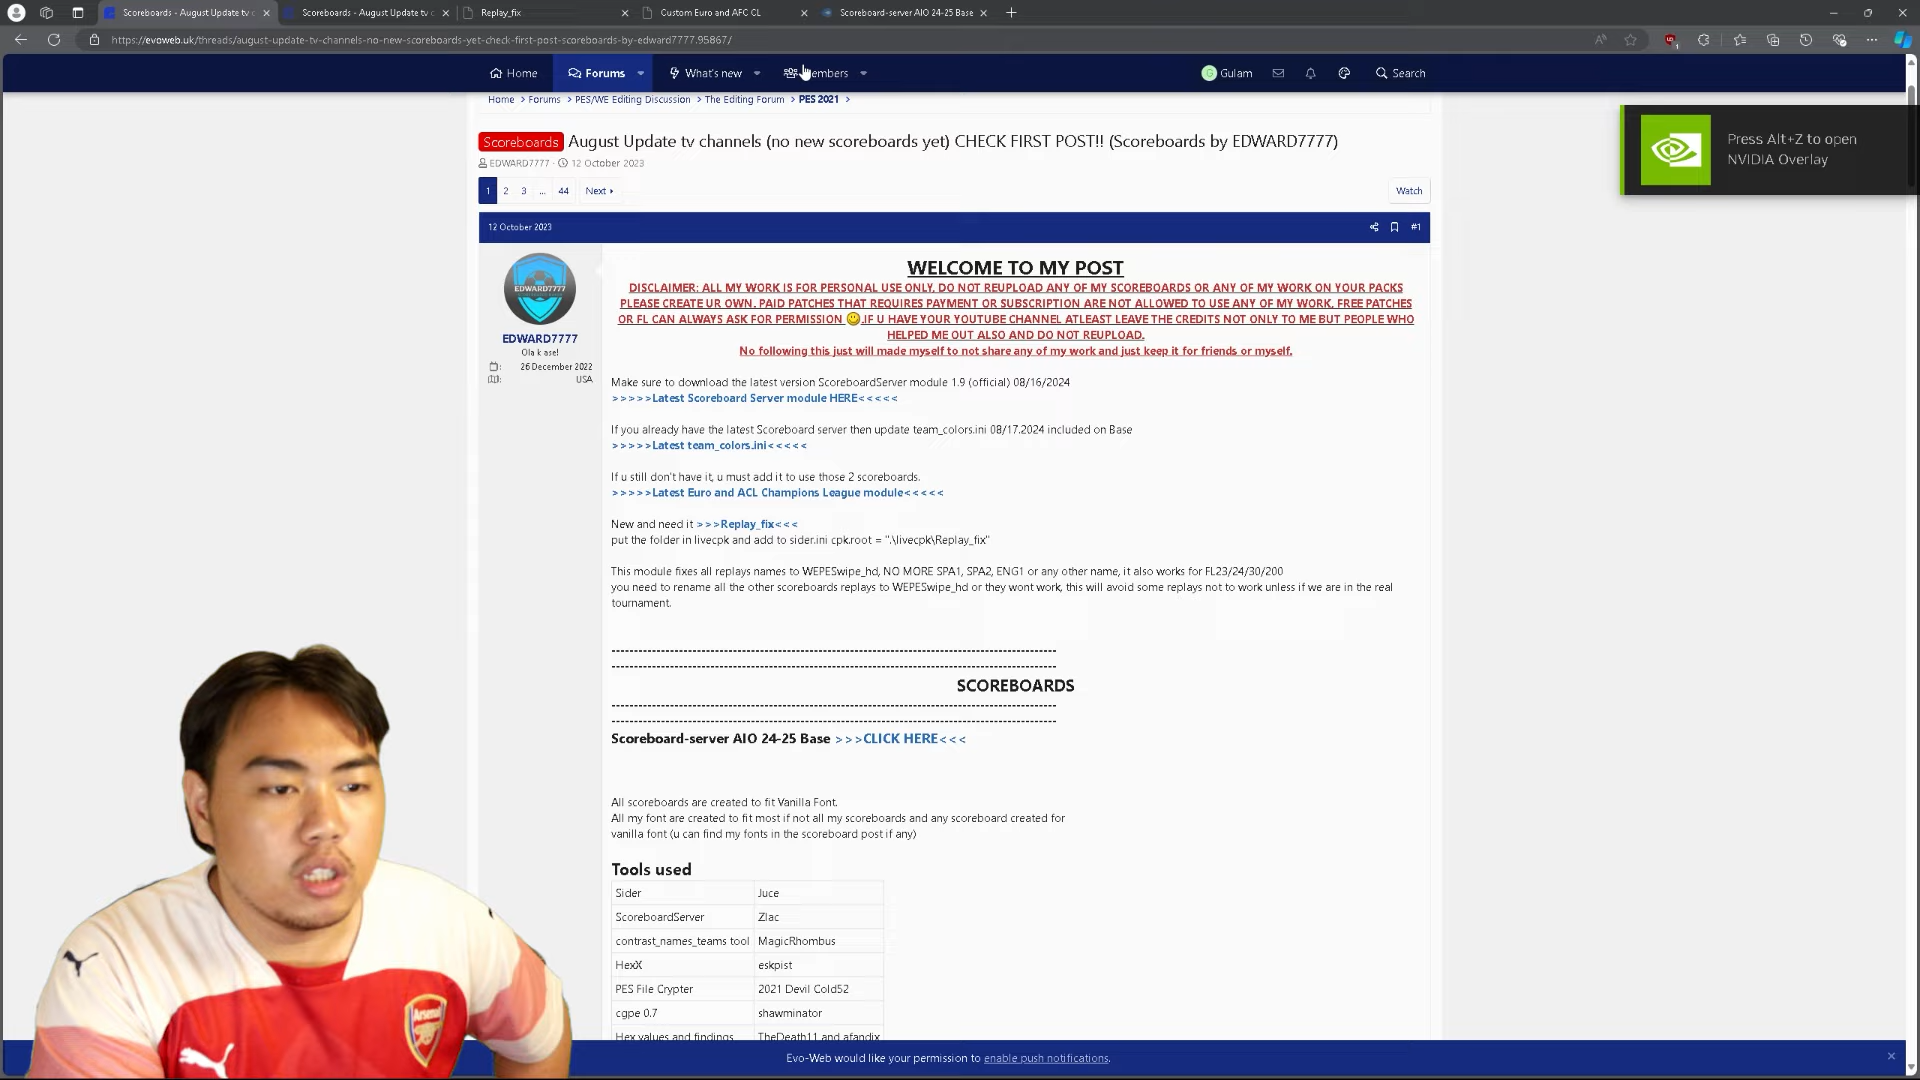 Scoreboards - August Update tv c
Scoreboards - August Update tv c
Replay_fix
Custom Euro and AFC CL
Scoreboard-server AIO 24-25 Base
https://evoweb.uk/threads/august-update-tv-channels-no-new-scoreboards-yet-check-first-post-scoreboards-by-edward7777.95867/
Home
Forums
What's new
Members
Gulam
Search
Home > Forums > PES/WE Editing Discussion > The Editing Forum > PES 2021 >
Press Alt+Z to open
NVIDIA Overlay
Scoreboards August Update tv channels (no new scoreboards yet) CHECK FIRST POST!! (Scoreboards by EDWARD7777)
EDWARD7777 · 12 October 2023
1 2 3 ... 44 Next
Watch
12 October 2023
#1
EDWARD7777
EDWARD7777
Ola k ase!
26 December 2022
USA
WELCOME TO MY POST
DISCLAIMER: ALL MY WORK IS FOR PERSONAL USE ONLY, DO NOT REUPLOAD ANY OF MY SCOREBOARDS OR ANY OF MY WORK ON YOUR PACKS
PLEASE CREATE UR OWN. PAID PATCHES THAT REQUIRES PAYMENT OR SUBSCRIPTION ARE NOT ALLOWED TO USE ANY OF MY WORK, FREE PATCHES
OR FL CAN ALWAYS ASK FOR PERMISSION 🙂.IF U HAVE YOUR YOUTUBE CHANNEL ATLEAST LEAVE THE CREDITS NOT ONLY TO ME BUT PEOPLE WHO
HELPED ME OUT ALSO AND DO NOT REUPLOAD.
No following this just will made myself to not share any of my work and just keep it for friends or myself.
Make sure to download the latest version ScoreboardServer module 1.9 (official) 08/16/2024
>>>>>Latest Scoreboard Server module HERE<<<<<
If you already have the latest Scoreboard server then update team_colors.ini 08/17.2024 included on Base
>>>>>Latest team_colors.ini<<<<<
If u still don't have it, u must add it to use those 2 scoreboards.
>>>>>Latest Euro and ACL Champions League module<<<<<
New and need it >>>Replay_fix<<<
put the folder in livecpk and add to sider.ini cpk.root = ".\livecpk\Replay_fix"
This module fixes all replays names to WEPESwipe_hd, NO MORE SPA1, SPA2, ENG1 or any other name, it also works for FL23/24/30/200
you need to rename all the other scoreboards replays to WEPESwipe_hd or they wont work, this will avoid some replays not to work unless if we are in the real
tournament.
--------------------------------------------------------------------------------------------------
--------------------------------------------------------------------------------------------------
SCOREBOARDS
--------------------------------------------------------------------------------------------------
--------------------------------------------------------------------------------------------------
Scoreboard-server AIO 24-25 Base >>>CLICK HERE<<<
All scoreboards are created to fit Vanilla Font.
All my font are created to fit most if not all my scoreboards and any scoreboard created for
vanilla font (u can find my fonts in the scoreboard post if any)
Tools used
Sider Juce
ScoreboardServer Zlac
contrast_names_teams tool MagicRhombus
HexX eskpist
PES File Crypter 2021 Devil Cold52
cgpe 0.7 shawminator
Hex values and findings TheDeath11 and afandix
Arsenal
Evo-Web would like your permission to enable push notifications.